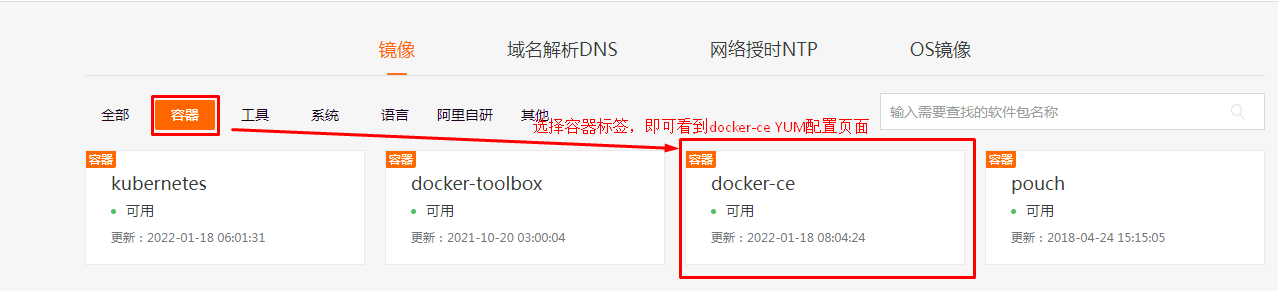 镜像 域名解析DNS 网络授时NTP OS镜像
全部 容器 工具 系统 语言 阿里自研 其他 输入需要查找的软件包名称
选择容器标签，即可看到docker-ce YUM配置页面
容器 容器 容器 容器
kubernetes docker-toolbox docker-ce pouch
可用 可用 可用 可用
更新：2022-01-18 06:01:31 更新：2021-10-20 03:00:04 更新：2022-01-18 08:04:24 更新：2018-04-24 15:15:05